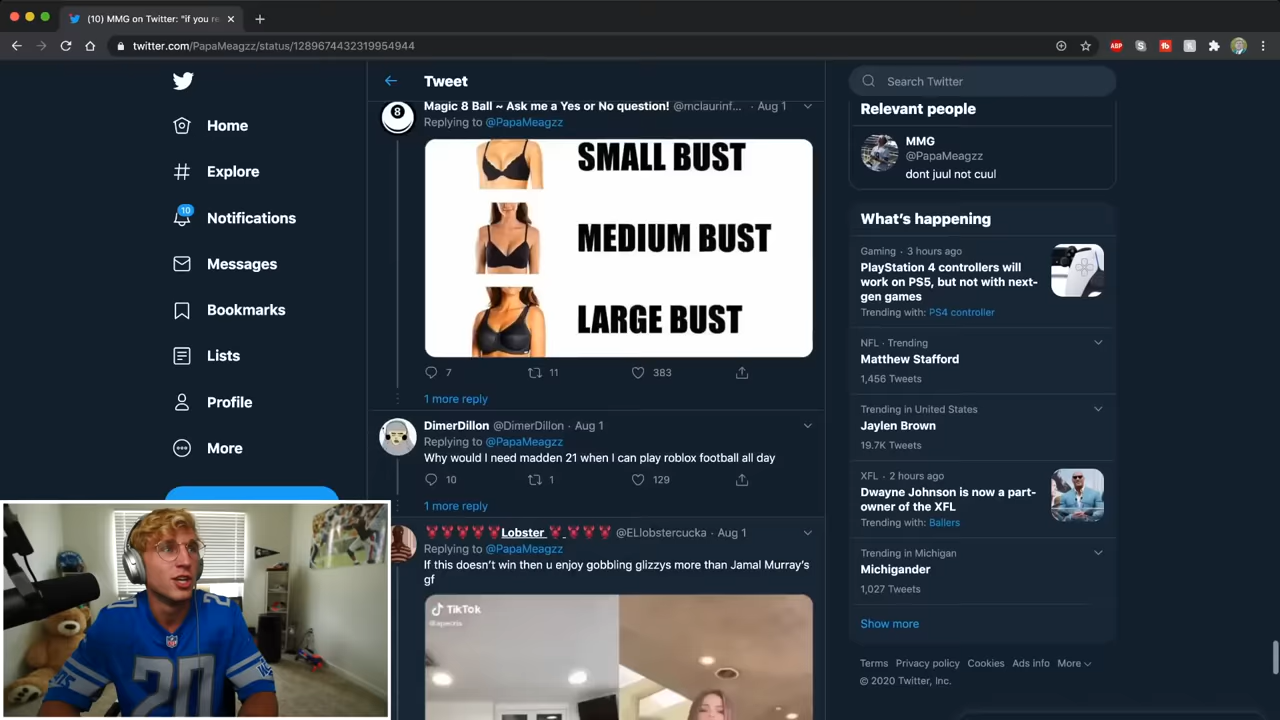 (10) MMG on Twitter: "if you re
twitter.com/PapaMeagzz/status/1289674432319954944
ABP
tb
Home
Explore
10
Notifications
Messages
Bookmarks
Lists
Profile
More
Tweet
8
Magic 8 Ball ~ Ask me a Yes or No question! @mclaurinf... · Aug 1
Replying to @PapaMeagzz
SMALL BUST
MEDIUM BUST
LARGE BUST
7 11 383
1 more reply
DimerDillon @DimerDillon · Aug 1
Replying to @PapaMeagzz
Why would I need madden 21 when I can play roblox football all day
10 1 129
1 more reply
Lobster @ELlobstercucka · Aug 1
Replying to @PapaMeagzz
If this doesn't win then u enjoy gobbling glizzys more than Jamal Murray's
gf
TikTok
Search Twitter
Relevant people
MMG
@PapaMeagzz
dont juul not cuul
What's happening
Gaming · 3 hours ago
PlayStation 4 controllers will
work on PS5, but not with next-
gen games
Trending with: PS4 controller
NFL · Trending
Matthew Stafford
1,456 Tweets
Trending in United States
Jaylen Brown
19.7K Tweets
XFL · 2 hours ago
Dwayne Johnson is now a part-
owner of the XFL
Trending with: Ballers
Trending in Michigan
Michigander
1,027 Tweets
Show more
Terms Privacy policy Cookies Ads info More
© 2020 Twitter, Inc.
20